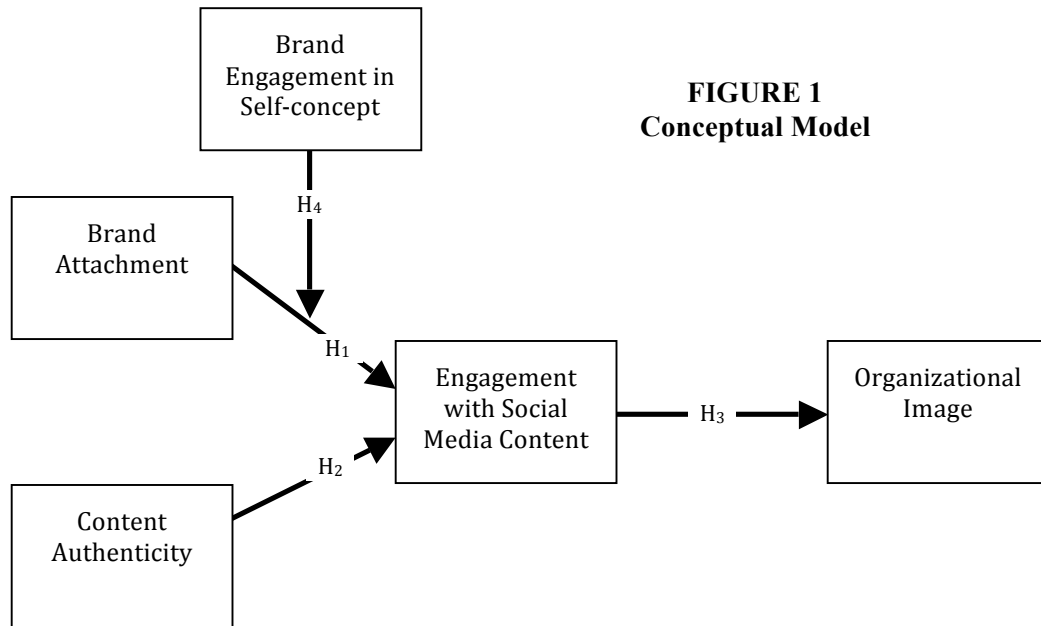 Brand
Engagement in
Self-concept
FIGURE 1
Conceptual Model
H₄
Brand
Attachment
H₁
Engagement
with Social
Media Content
H₃
Organizational
Image
H₂
Content
Authenticity